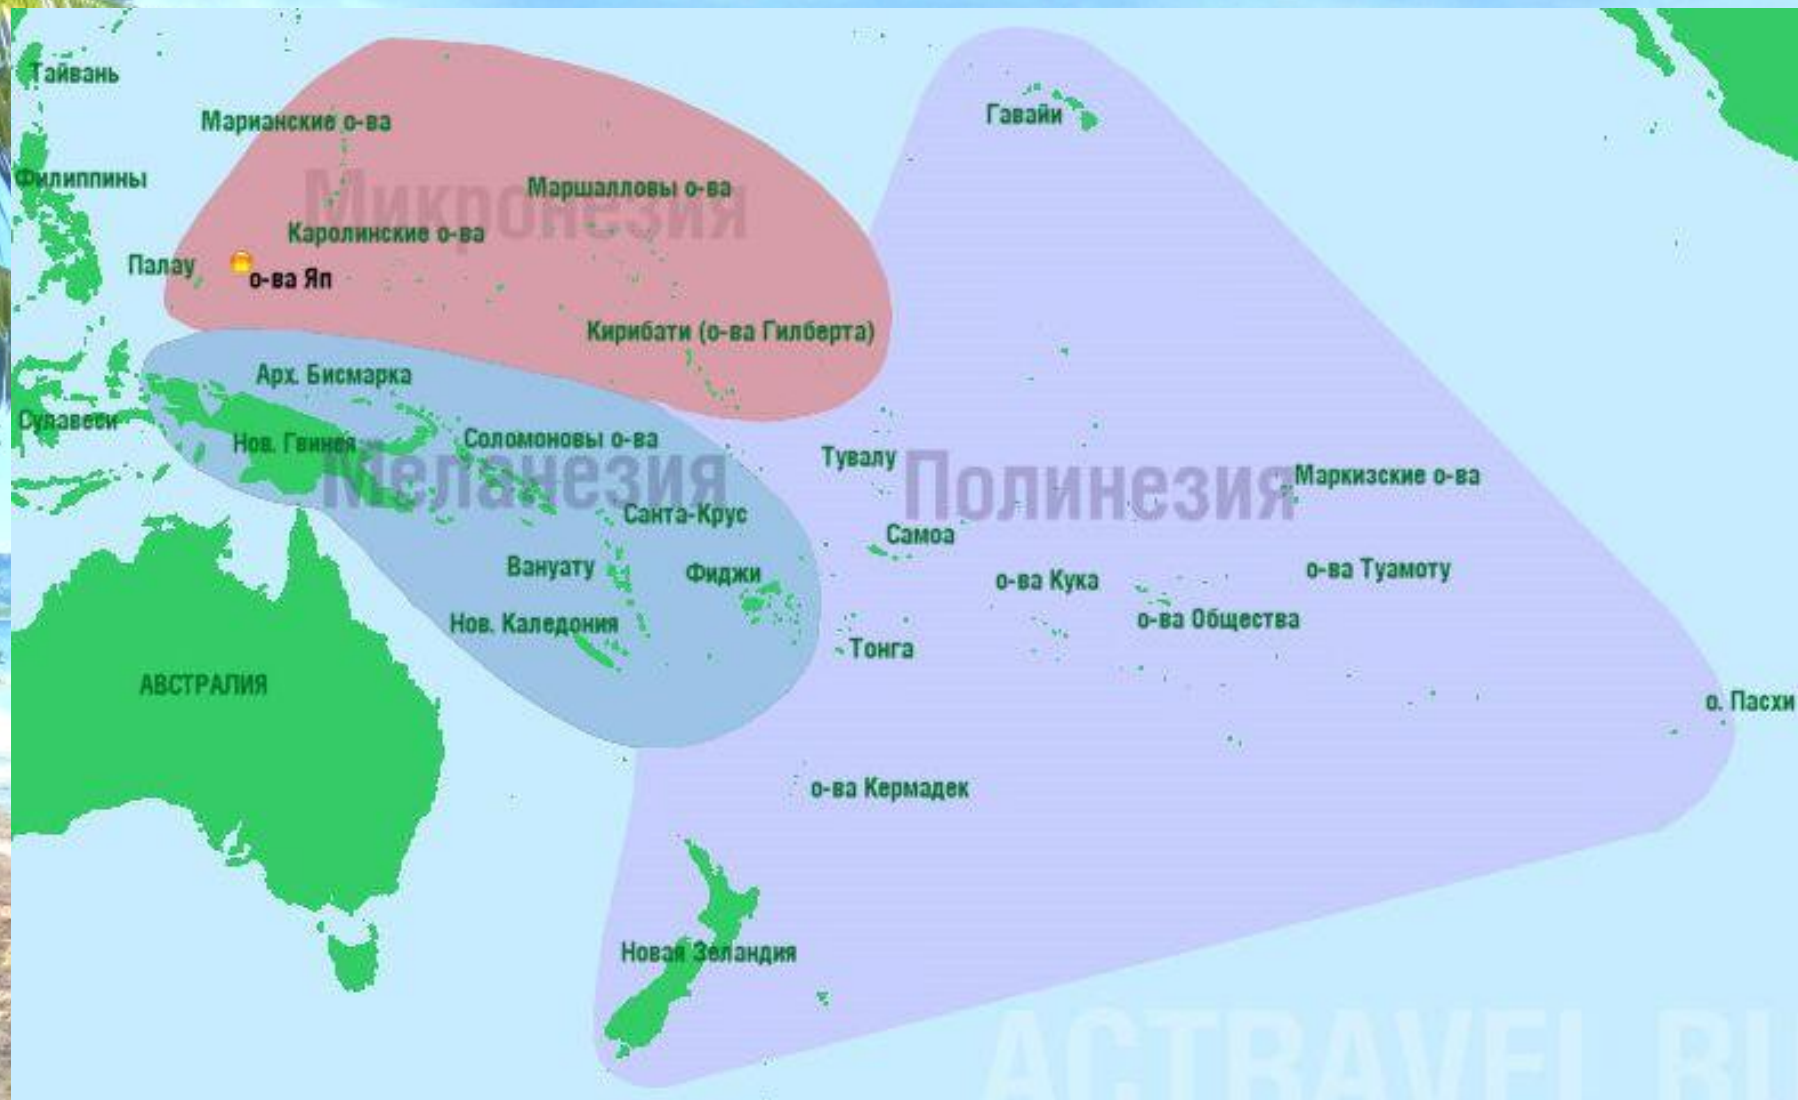 Тайвань
Гавайи
Марианские о-ва
Филиппины
Маршалловы о-ва
Микронезия
Каролинские о-ва
Палау
о-ва Яп
Кирибати (о-ва Гилберта)
Арх. Бисмарка
Сулавеси
Нов. Гвинея
Соломоновы о-ва
Тувалу
Меланезия
Полинезия
Маркизские о-ва
Санта-Крус
Самоа
Вануату
Фиджи
о-ва Кука
о-ва Туамоту
Нов. Каледония
о-ва Общества
Тонга
АВСТРАЛИЯ
о. Пасхи
о-ва Кермадек
Новая Зеландия
ACTRAVEL.RU